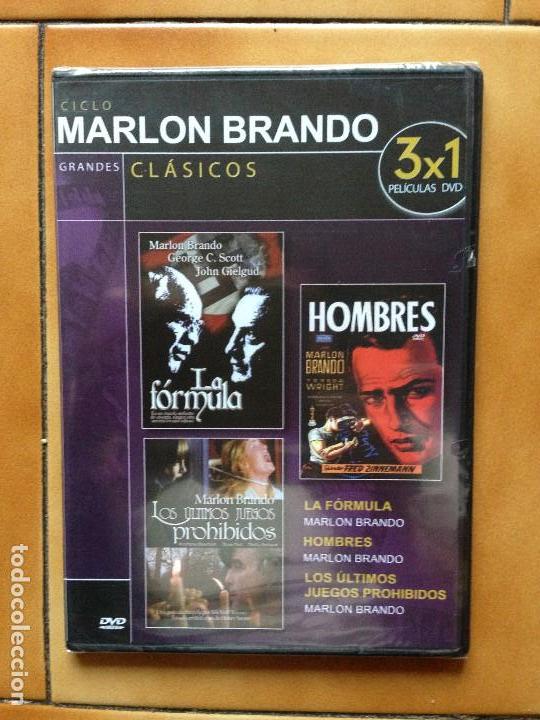 CICLO
MARLON BRANDO
GRANDES CLÁSICOS
3x1
PELÍCULAS DVD
Marlon Brando
George C. Scott
John Gielgud
La
fórmula
HOMBRES
DVD
MARLON
BRANDO
TERESA
WRIGHT
FRED ZINNEMANN
Marlon Brando
Los últimos juegos
prohibidos
LA FÓRMULA
MARLON BRANDO
HOMBRES
MARLON BRANDO
LOS ÚLTIMOS
JUEGOS PROHIBIDOS
MARLON BRANDO
DVD
todocoleccion.net